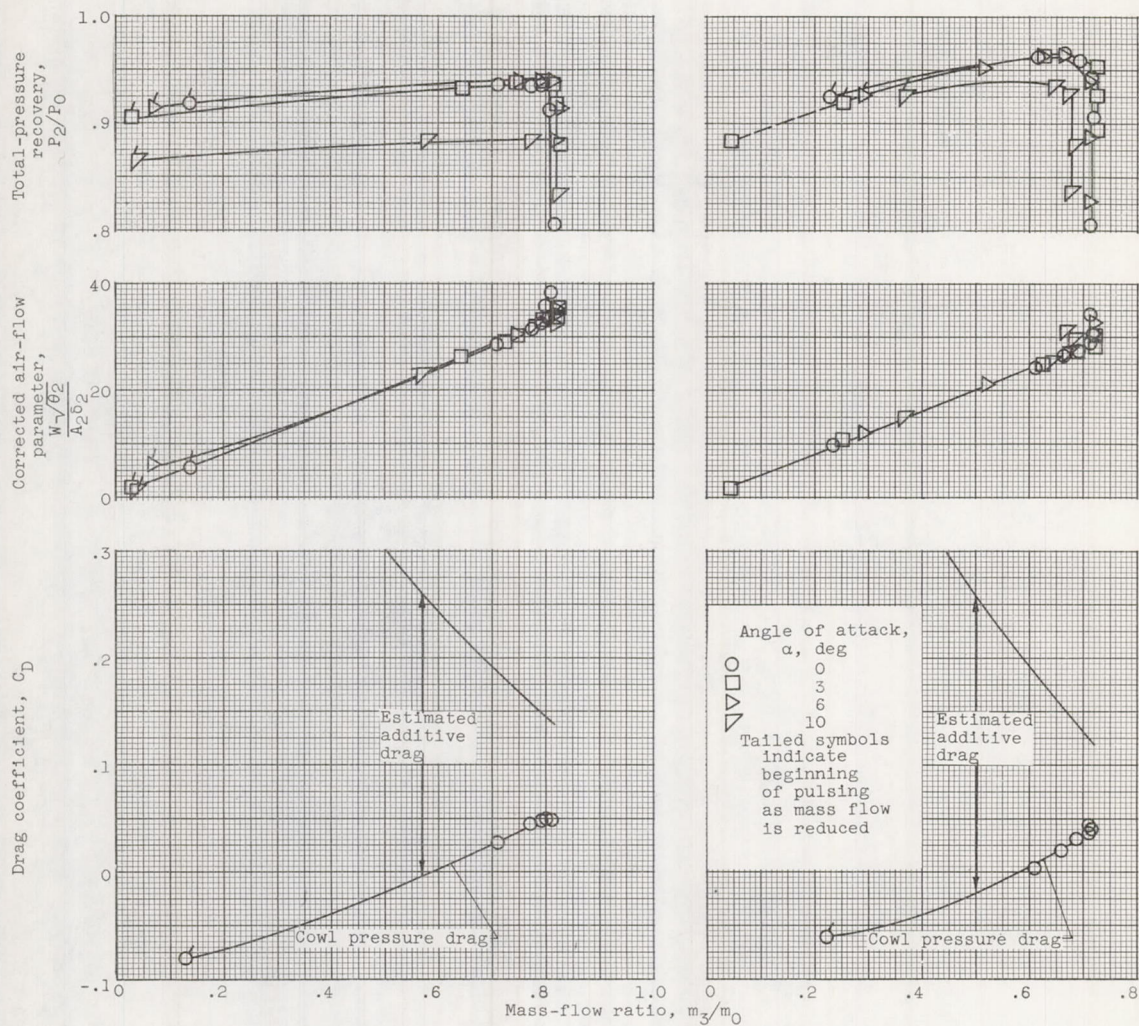 Total-pressure
recovery,
P2/P0
1.0
.9
.8
Corrected air-flow
parameter,
W√θ2
A2δ2
40
20
0
Drag coefficient, CD
.3
.2
.1
0
-.1
Estimated
additive
drag
Cowl pressure drag
0 .2 .4 .6 .8 1.0
Angle of attack,
α, deg
0
3
6
10
Tailed symbols
indicate
beginning
of pulsing
as mass flow
is reduced
Estimated
additive
drag
Cowl pressure drag
0 .2 .4 .6 .8
Mass-flow ratio, m3/m0